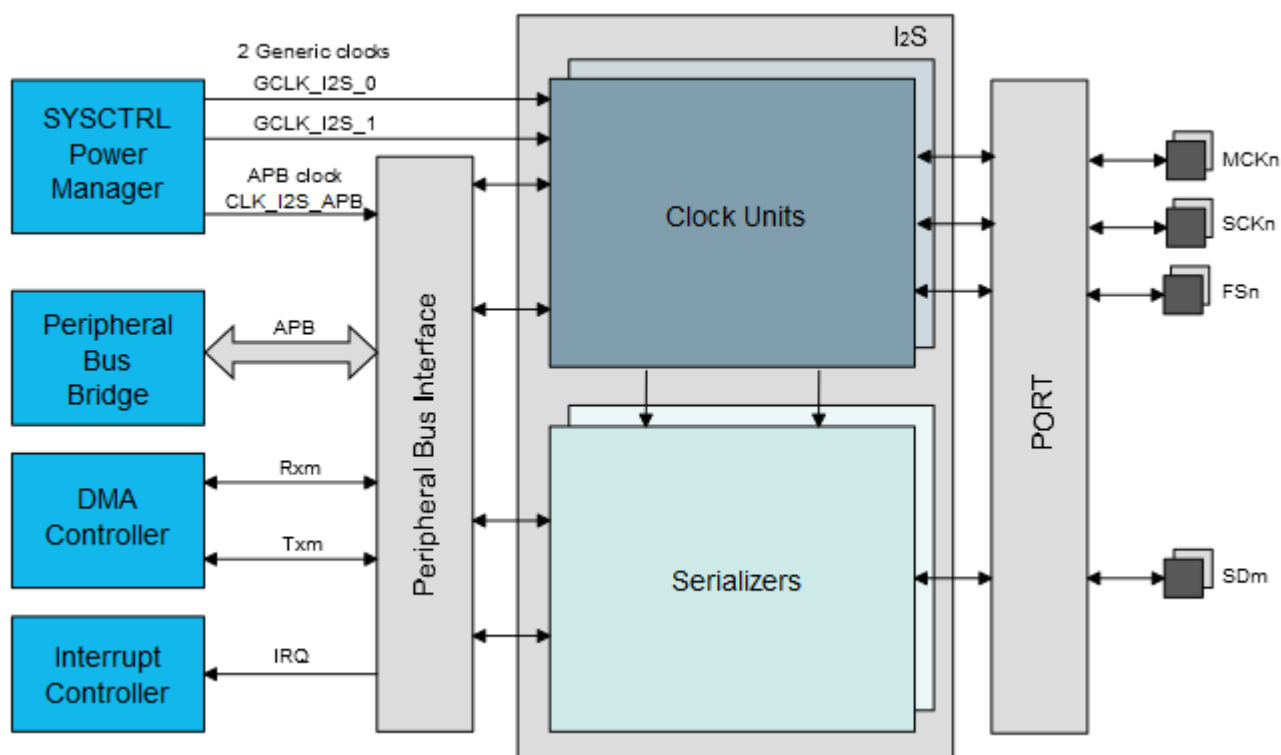 I2S
2 Generic clocks
GCLK_I2S_0
GCLK_I2S_1
SYSCTRL
Power
Manager
APB clock
CLK_I2S_APB
Clock Units
MCKn
SCKn
FSn
Peripheral
Bus
Bridge
APB
Peripheral Bus Interface
PORT
DMA
Controller
Rxm
Txm
Serializers
SDm
Interrupt
Controller
IRQ